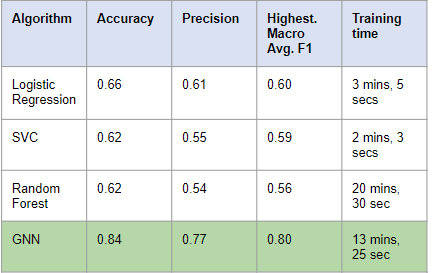 Algorithm Accuracy Precision Highest. Macro Avg. F1 Training time
Logistic Regression 0.66 0.61 0.60 3 mins, 5 secs
SVC 0.62 0.55 0.59 2 mins, 3 secs
Random Forest 0.62 0.54 0.56 20 mins, 30 sec
GNN 0.84 0.77 0.80 13 mins, 25 sec